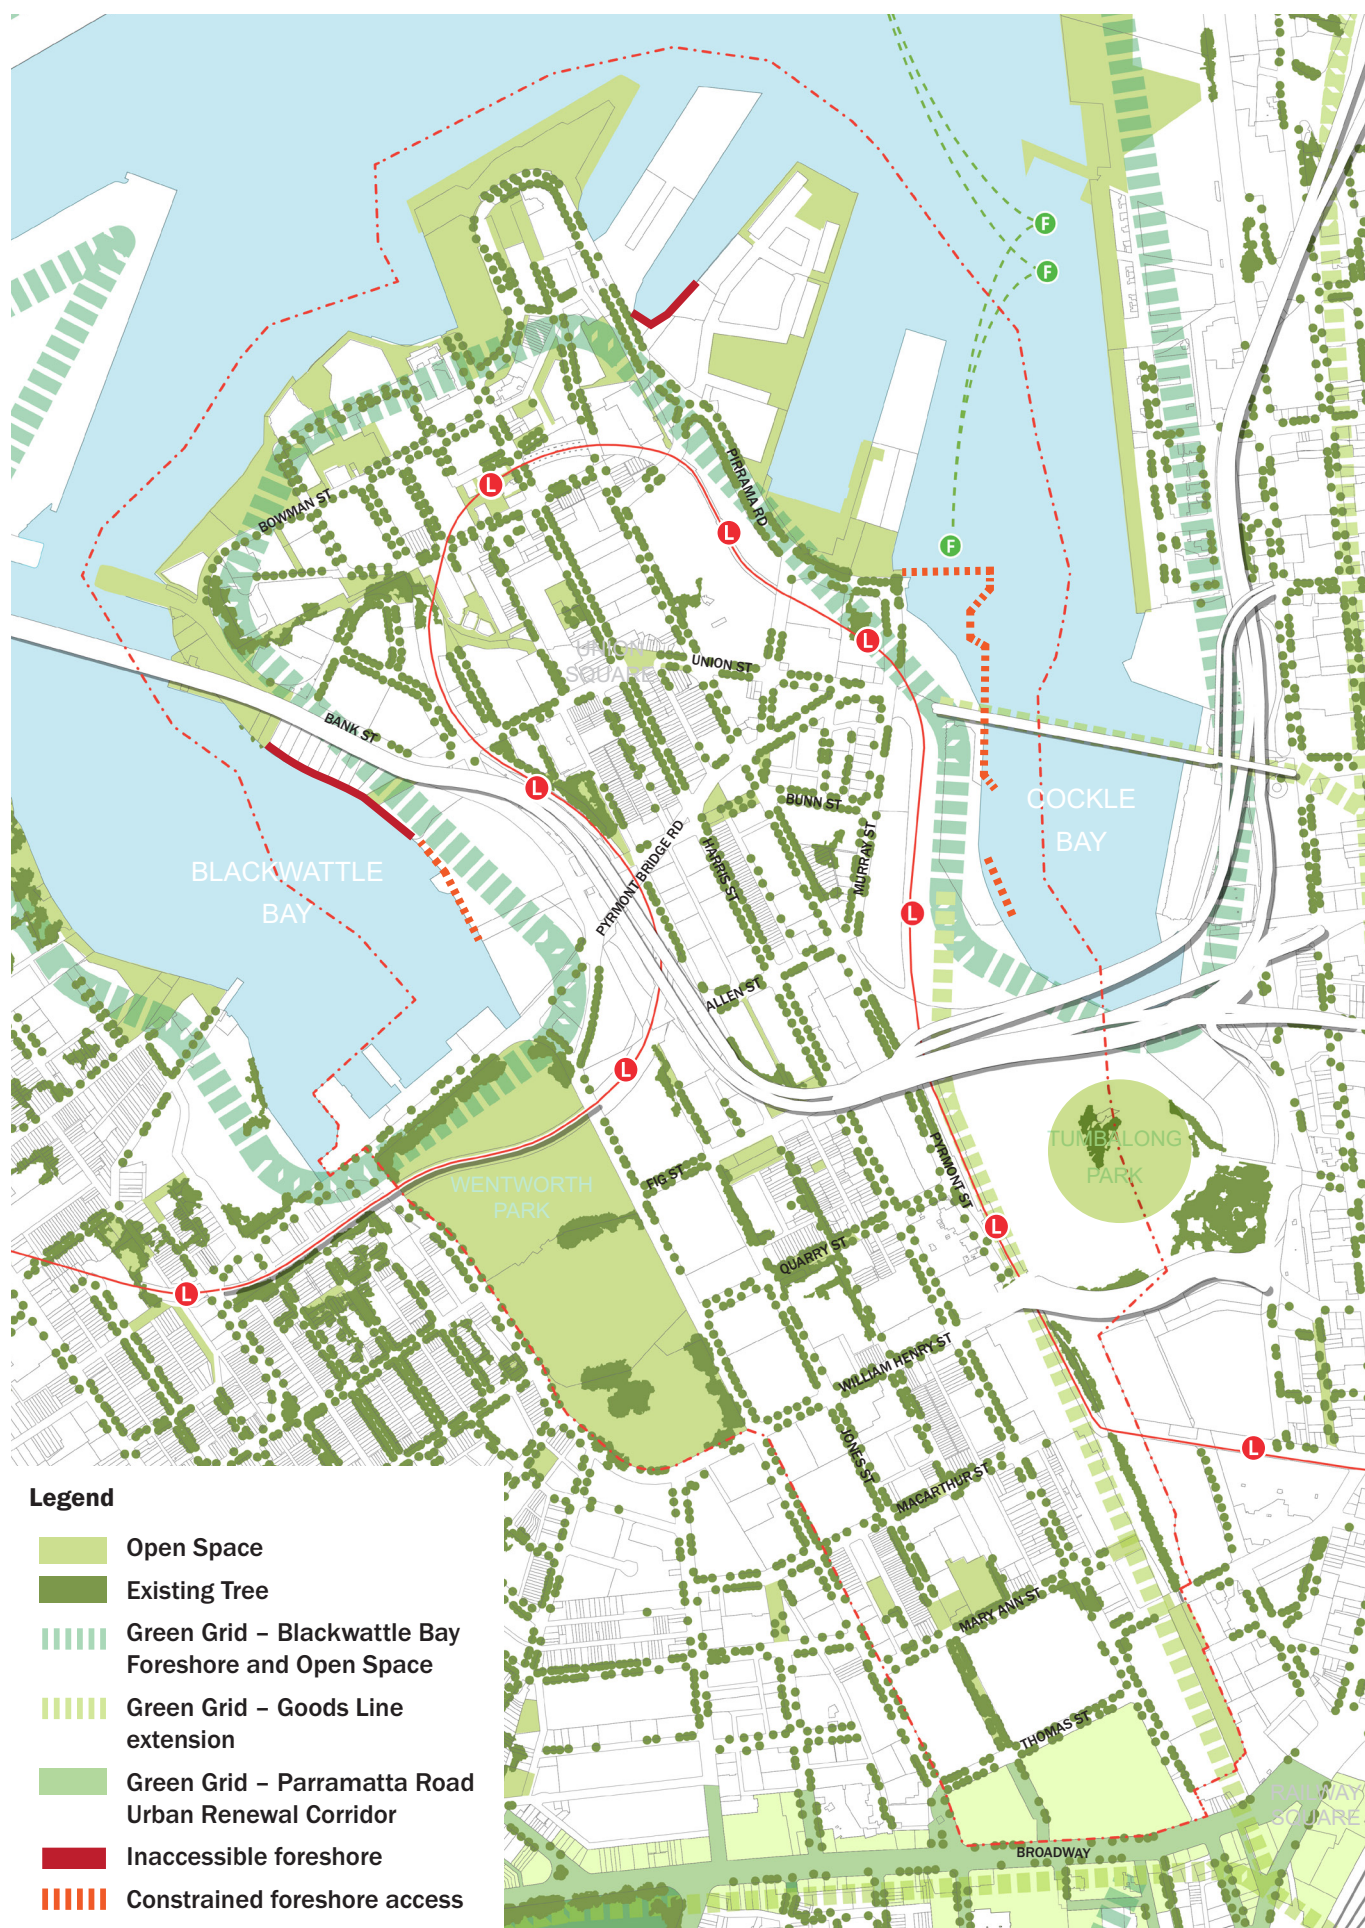 F
F
PIRRAMA RD
L
BOWMAN ST
L
F
L
UNION
SQUARE
UNION ST
BANK ST
L
COCKLE
BAY
BUNN ST
PYRMONT BRIDGE RD
HARRIS ST
MURRAY ST
BLACKWATTLE
BAY
L
ALLEN ST
L
TUMBALONG
PARK
PYRMONT ST
FIG ST
WENTWORTH
PARK
L
QUARRY ST
L
WILLIAM HENRY ST
JONES ST
L
MACARTHUR ST
MARY ANN ST
THOMAS ST
RAILWAY
SQUARE
BROADWAY
Legend
Open Space
Existing Tree
Green Grid – Blackwattle Bay
Foreshore and Open Space
Green Grid – Goods Line
extension
Green Grid – Parramatta Road
Urban Renewal Corridor
Inaccessible foreshore
Constrained foreshore access